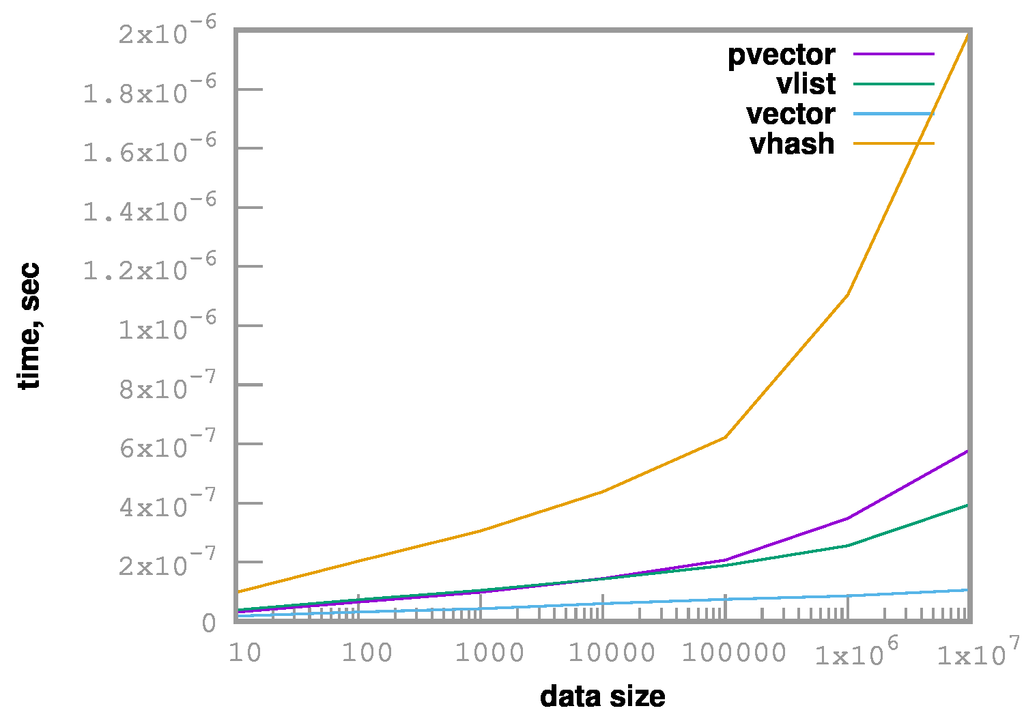 2x10^-6
1.8x10^-6
1.6x10^-6
1.4x10^-6
1.2x10^-6
1x10^-6
8x10^-7
6x10^-7
4x10^-7
2x10^-7
0
time, sec
pvector
vlist
vector
vhash
10 100 1000 10000 100000 1x10^6 1x10^7
data size